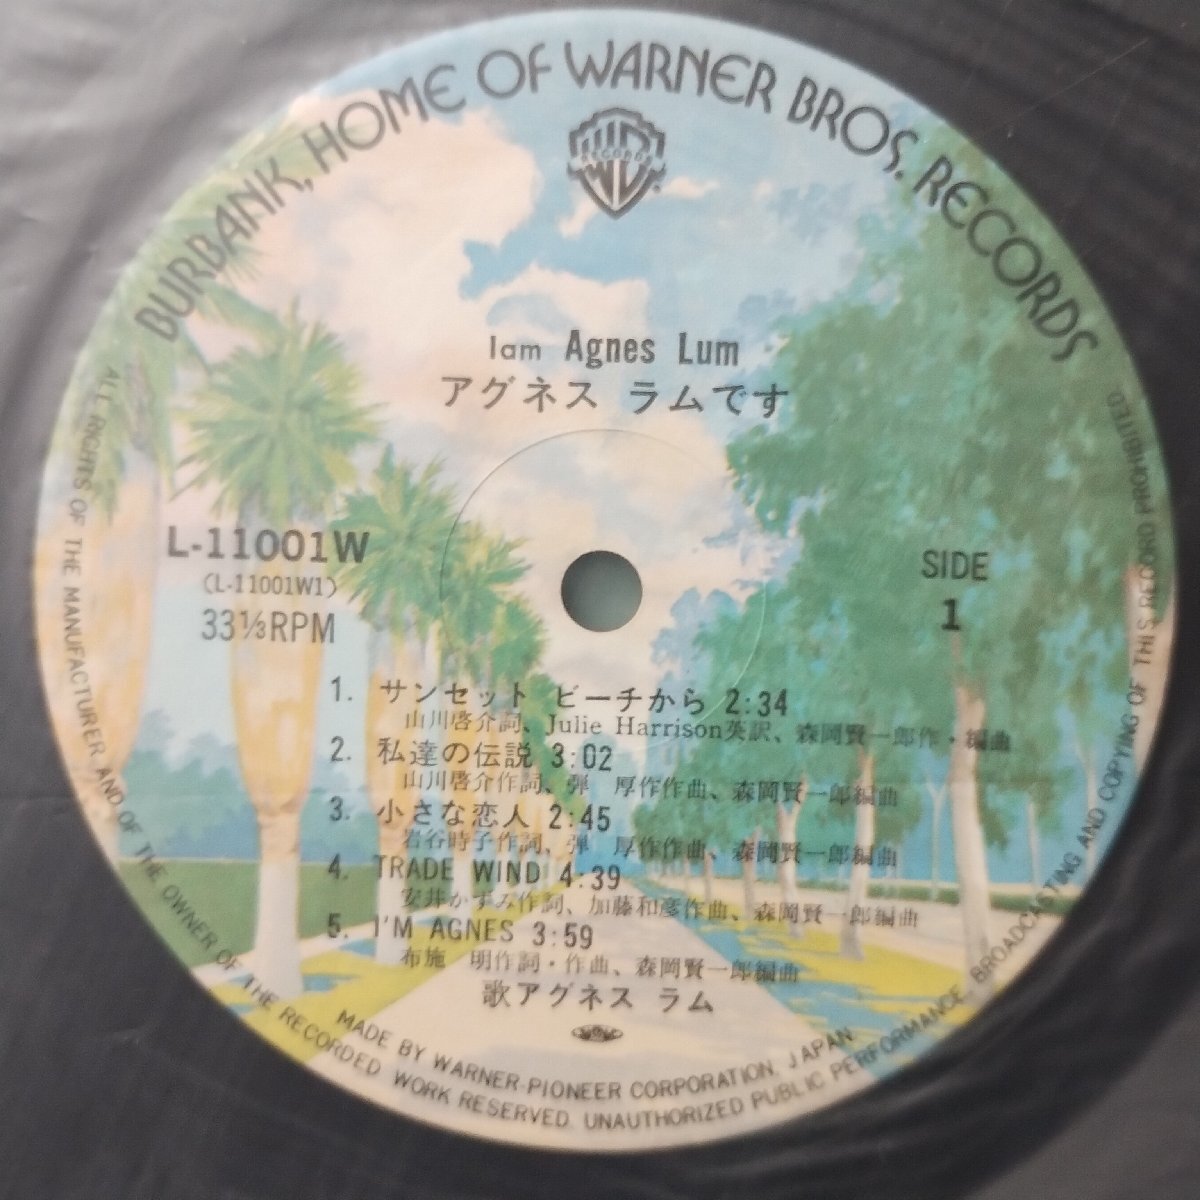 BURBANK, HOME OF WARNER BROS. RECORDS
WB
RECORDS
Iam Agnes Lum
アグネス ラムです
L-11001W
(L-11001W1)
33⅓RPM
SIDE
1
1. サンセット ビーチから 2:34
山川啓介詞、Julie Harrison英訳、森岡賢一郎作・編曲
2. 私達の伝説 3:02
山川啓介作詞、弾 厚作作曲、森岡賢一郎編曲
3. 小さな恋人 2:45
岩谷時子作詞、弾 厚作作曲、森岡賢一郎編曲
4. TRADE WIND 4:39
安井かずみ作詞、加藤和彦作曲、森岡賢一郎編曲
5. I'M AGNES 3:59
布施 明作詞・作曲、森岡賢一郎編曲
歌アグネス ラム
MADE BY WARNER-PIONEER CORPORATION, JAPAN
ALL RIGHTS OF THE MANUFACTURER AND OF THE OWNER OF THE RECORDED WORK RESERVED. UNAUTHORIZED PUBLIC PERFORMANCE, BROADCASTING AND COPYING OF THIS RECORD PROHIBITED